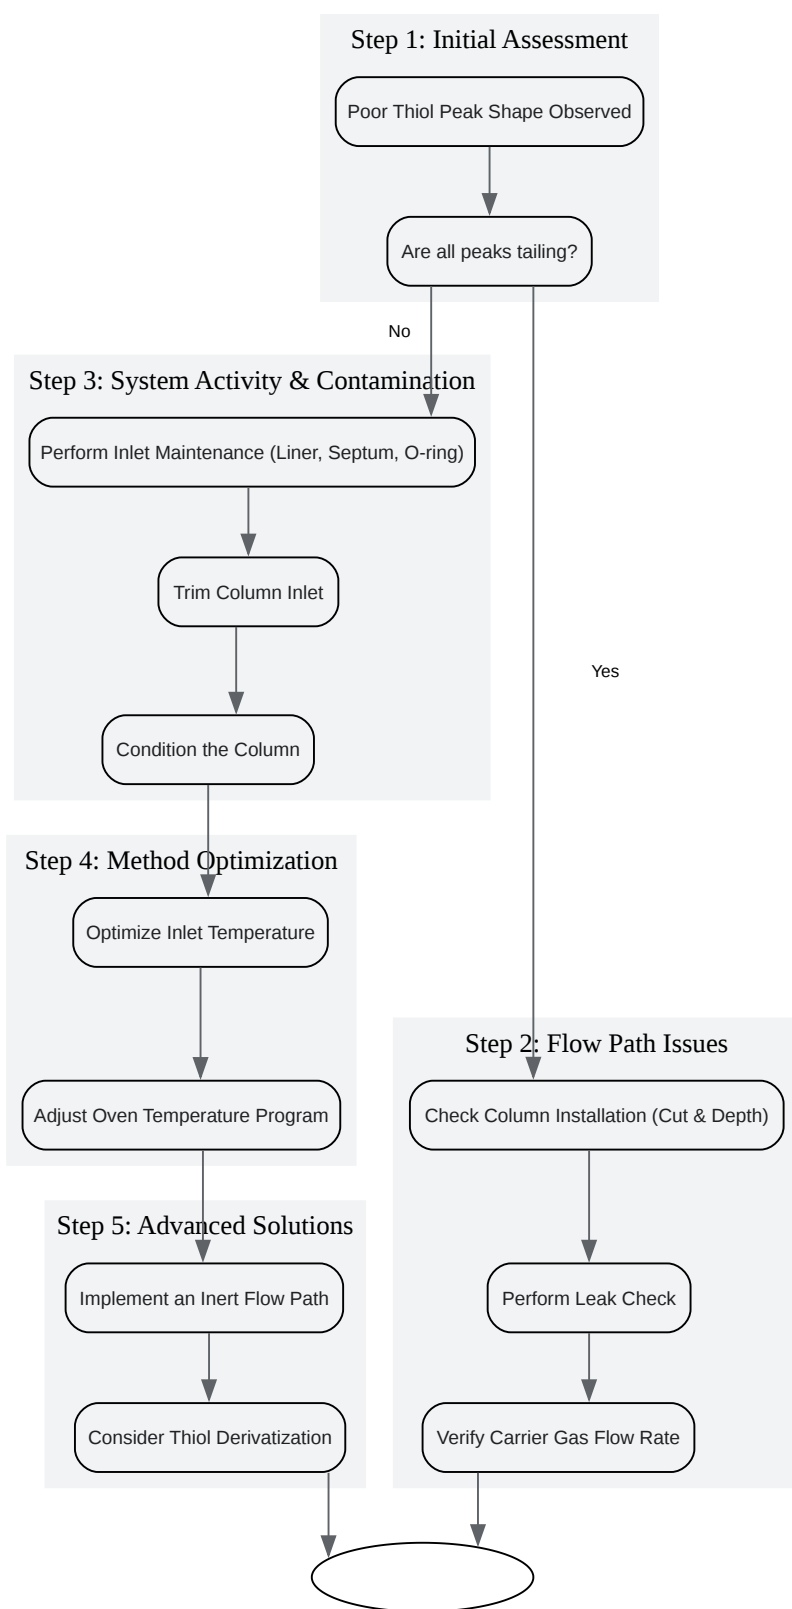 Step 1: Initial Assessment
Poor Thiol Peak Shape Observed
Are all peaks tailing?
No
Step 3: System Activity & Contamination
Perform Inlet Maintenance (Liner, Septum, O-ring)
Trim Column Inlet
Yes
Condition the Column
Step 4: Method Optimization
Optimize Inlet Temperature
Step 2: Flow Path Issues
Adjust Oven Temperature Program
Check Column Installation (Cut & Depth)
Step 5: Advanced Solutions
Implement an Inert Flow Path
Perform Leak Check
Consider Thiol Derivatization
Verify Carrier Gas Flow Rate